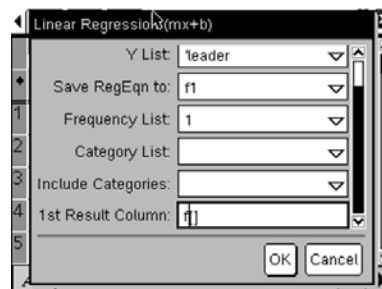 Linear Regression (mx+b)
Y List: 'leader
Save RegEqn to: f1
Frequency List: 1
Category List:
Include Categories:
1st Result Column: f[]
OK Cancel
1
2
3
4
5